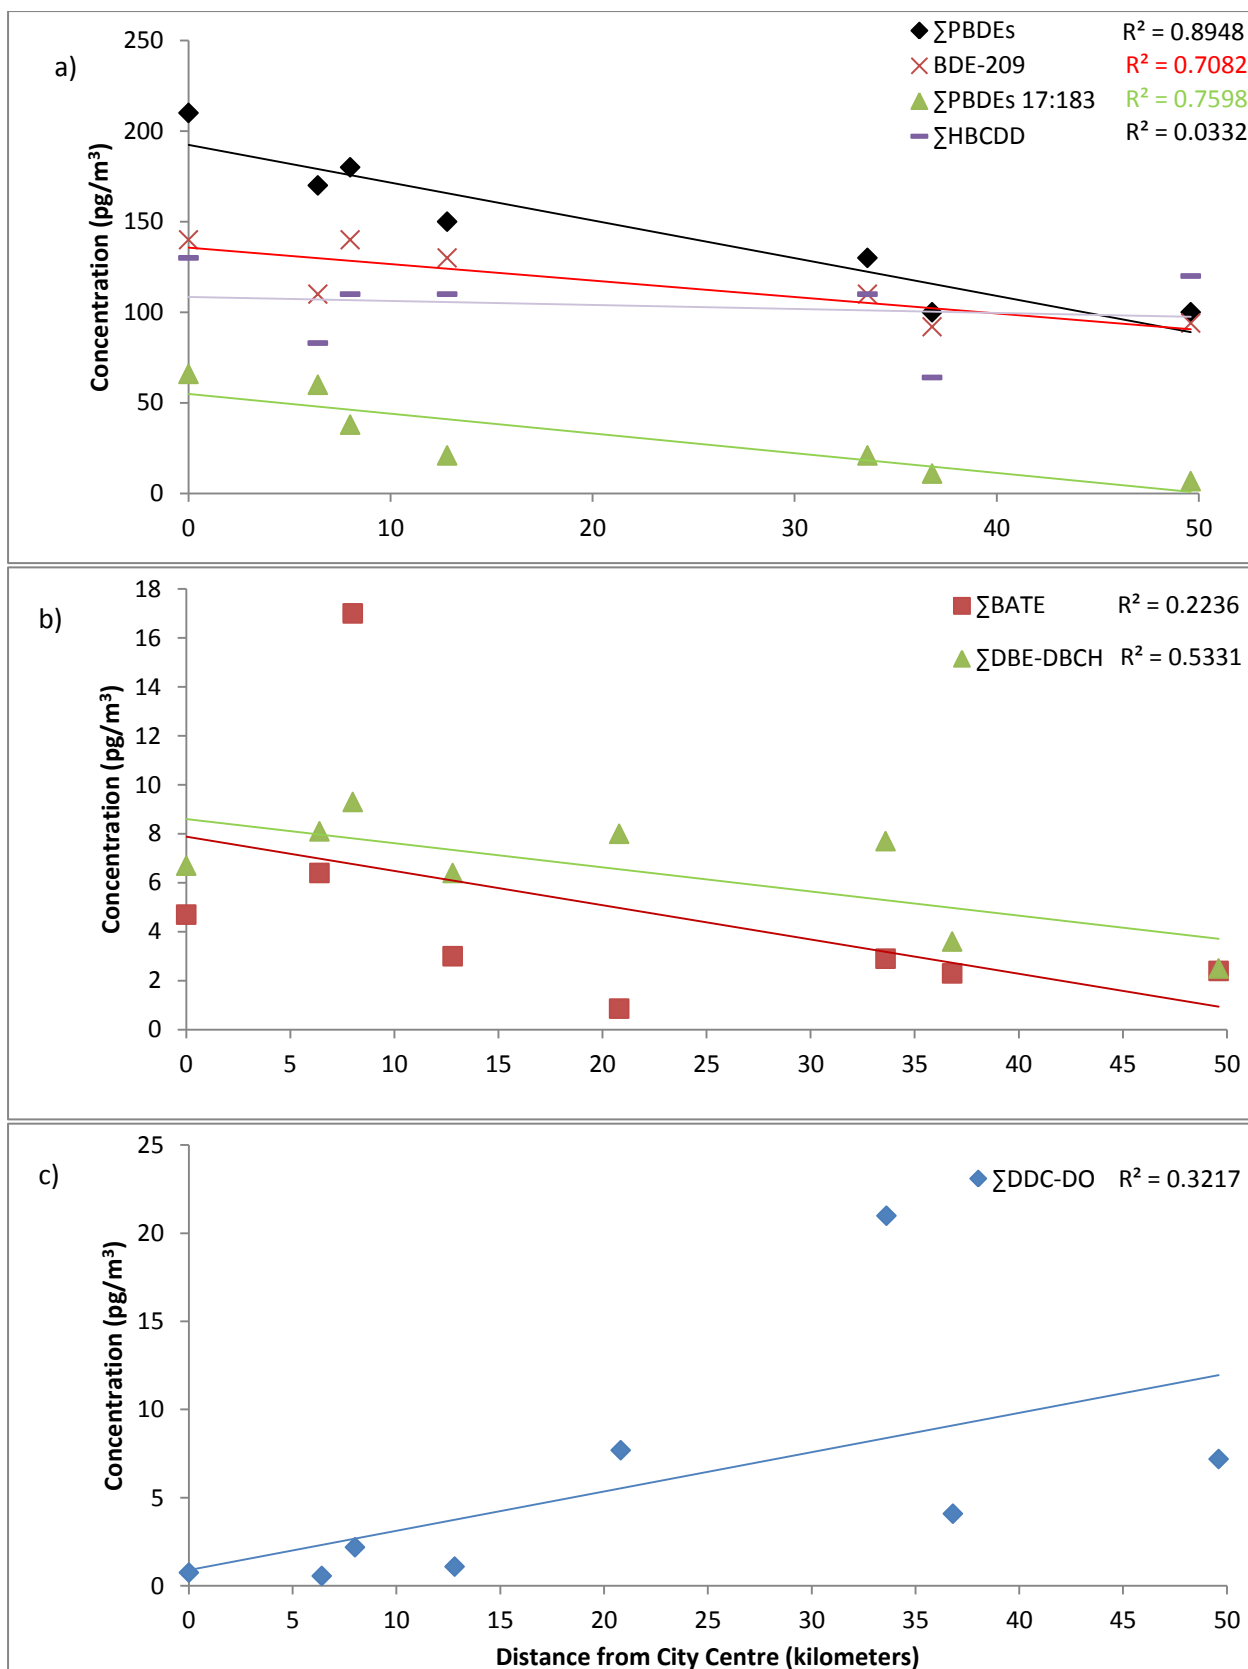 a)
∑PBDEs R² = 0.8948
BDE-209 R² = 0.7082
∑PBDEs 17:183 R² = 0.7598
∑HBCDD R² = 0.0332
Concentration (pg/m³)
250
200
150
100
50
0
0 10 20 30 40 50
b)
∑BATE R² = 0.2236
∑DBE-DBCH R² = 0.5331
Concentration (pg/m³)
18
16
14
12
10
8
6
4
2
0
0 5 10 15 20 25 30 35 40 45 50
c)
∑DDC-DO R² = 0.3217
Concentration (pg/m³)
25
20
15
10
5
0
0 5 10 15 20 25 30 35 40 45 50
Distance from City Centre (kilometers)